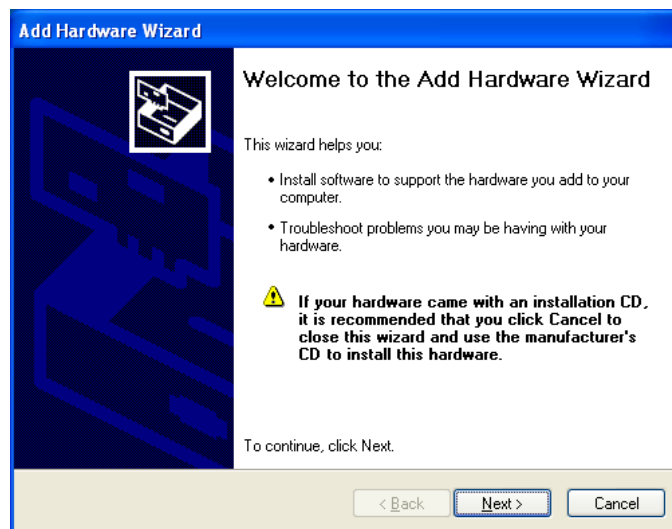 Add Hardware Wizard
Welcome to the Add Hardware Wizard
This wizard helps you:
• Install software to support the hardware you add to your
computer.
• Troubleshoot problems you may be having with your
hardware.
If your hardware came with an installation CD,
it is recommended that you click Cancel to
close this wizard and use the manufacturer's
CD to install this hardware.
To continue, click Next.
< Back Next > Cancel